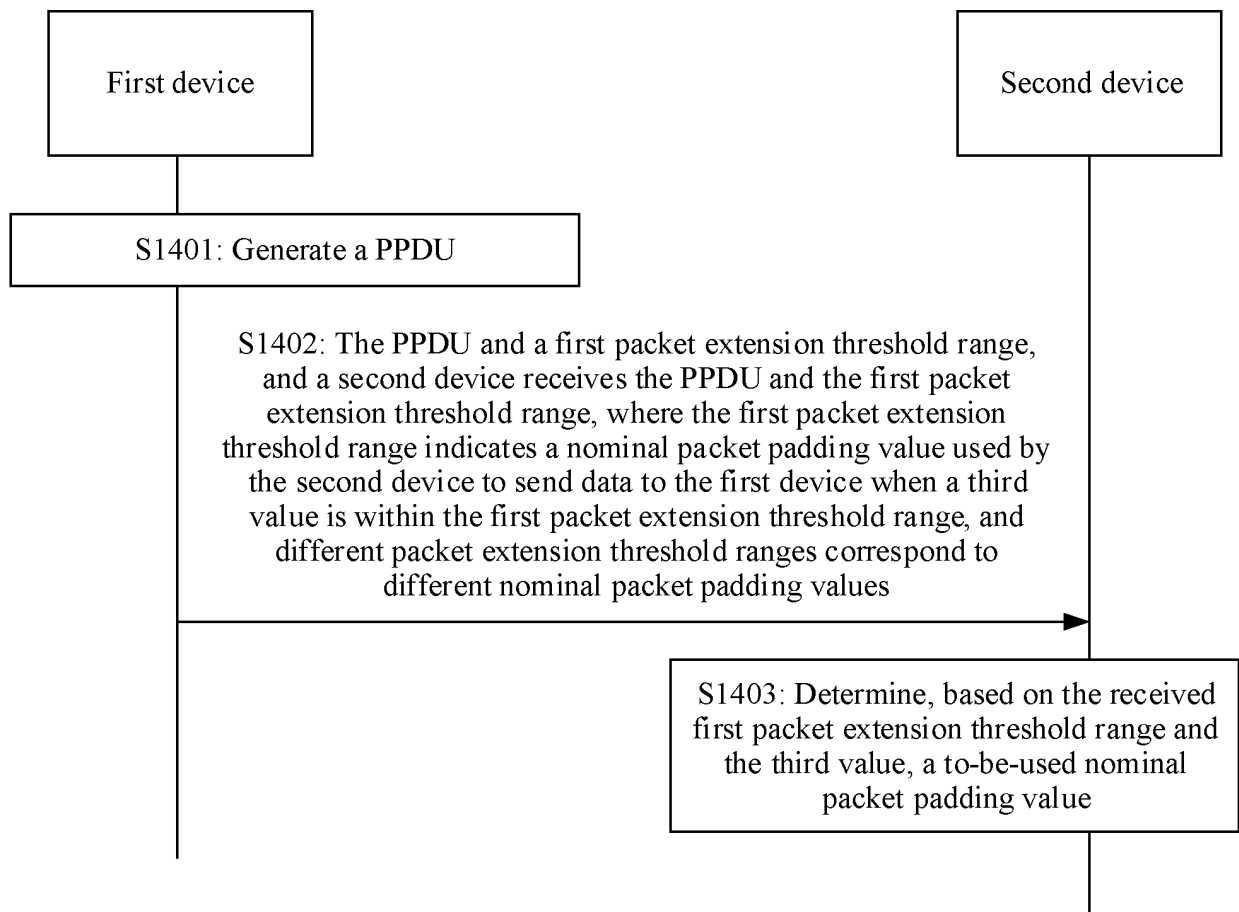 First device
Second device
S1401: Generate a PPDU
S1402: The PPDU and a first packet extension threshold range,
and a second device receives the PPDU and the first packet
extension threshold range, where the first packet extension
threshold range indicates a nominal packet padding value used by
the second device to send data to the first device when a third
value is within the first packet extension threshold range, and
different packet extension threshold ranges correspond to
different nominal packet padding values
S1403: Determine, based on the received
first packet extension threshold range and
the third value, a to-be-used nominal
packet padding value